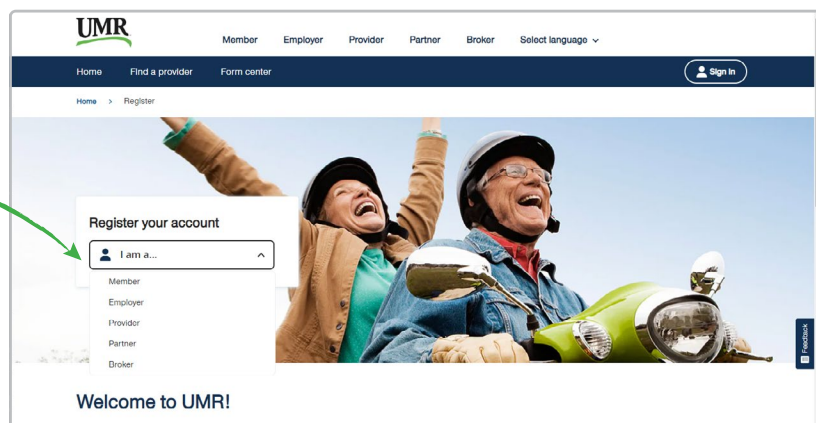 UMR
Member Employer Provider Partner Broker Select language
Home Find a provider Form center Sign in
Home > Register
Register your account
I am a...
Member
Employer
Provider
Partner
Broker
Feedback
Welcome to UMR!